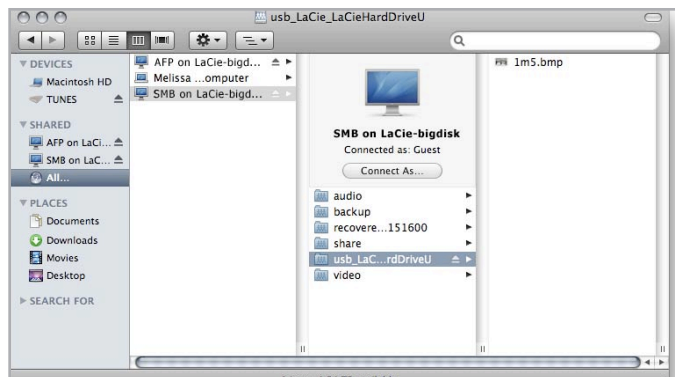 usb_LaCie_LaCieHardDriveU
DEVICES
Macintosh HD
TUNES
SHARED
AFP on LaCi...
SMB on LaC...
All...
PLACES
Documents
Downloads
Movies
Desktop
SEARCH FOR
AFP on LaCie-bigd...
Melissa ...omputer
SMB on LaCie-bigd...
SMB on LaCie-bigdisk
Connected as: Guest
Connect As...
audio
backup
recovere...151600
share
usb_LaC...rdDriveU
video
1m5.bmp